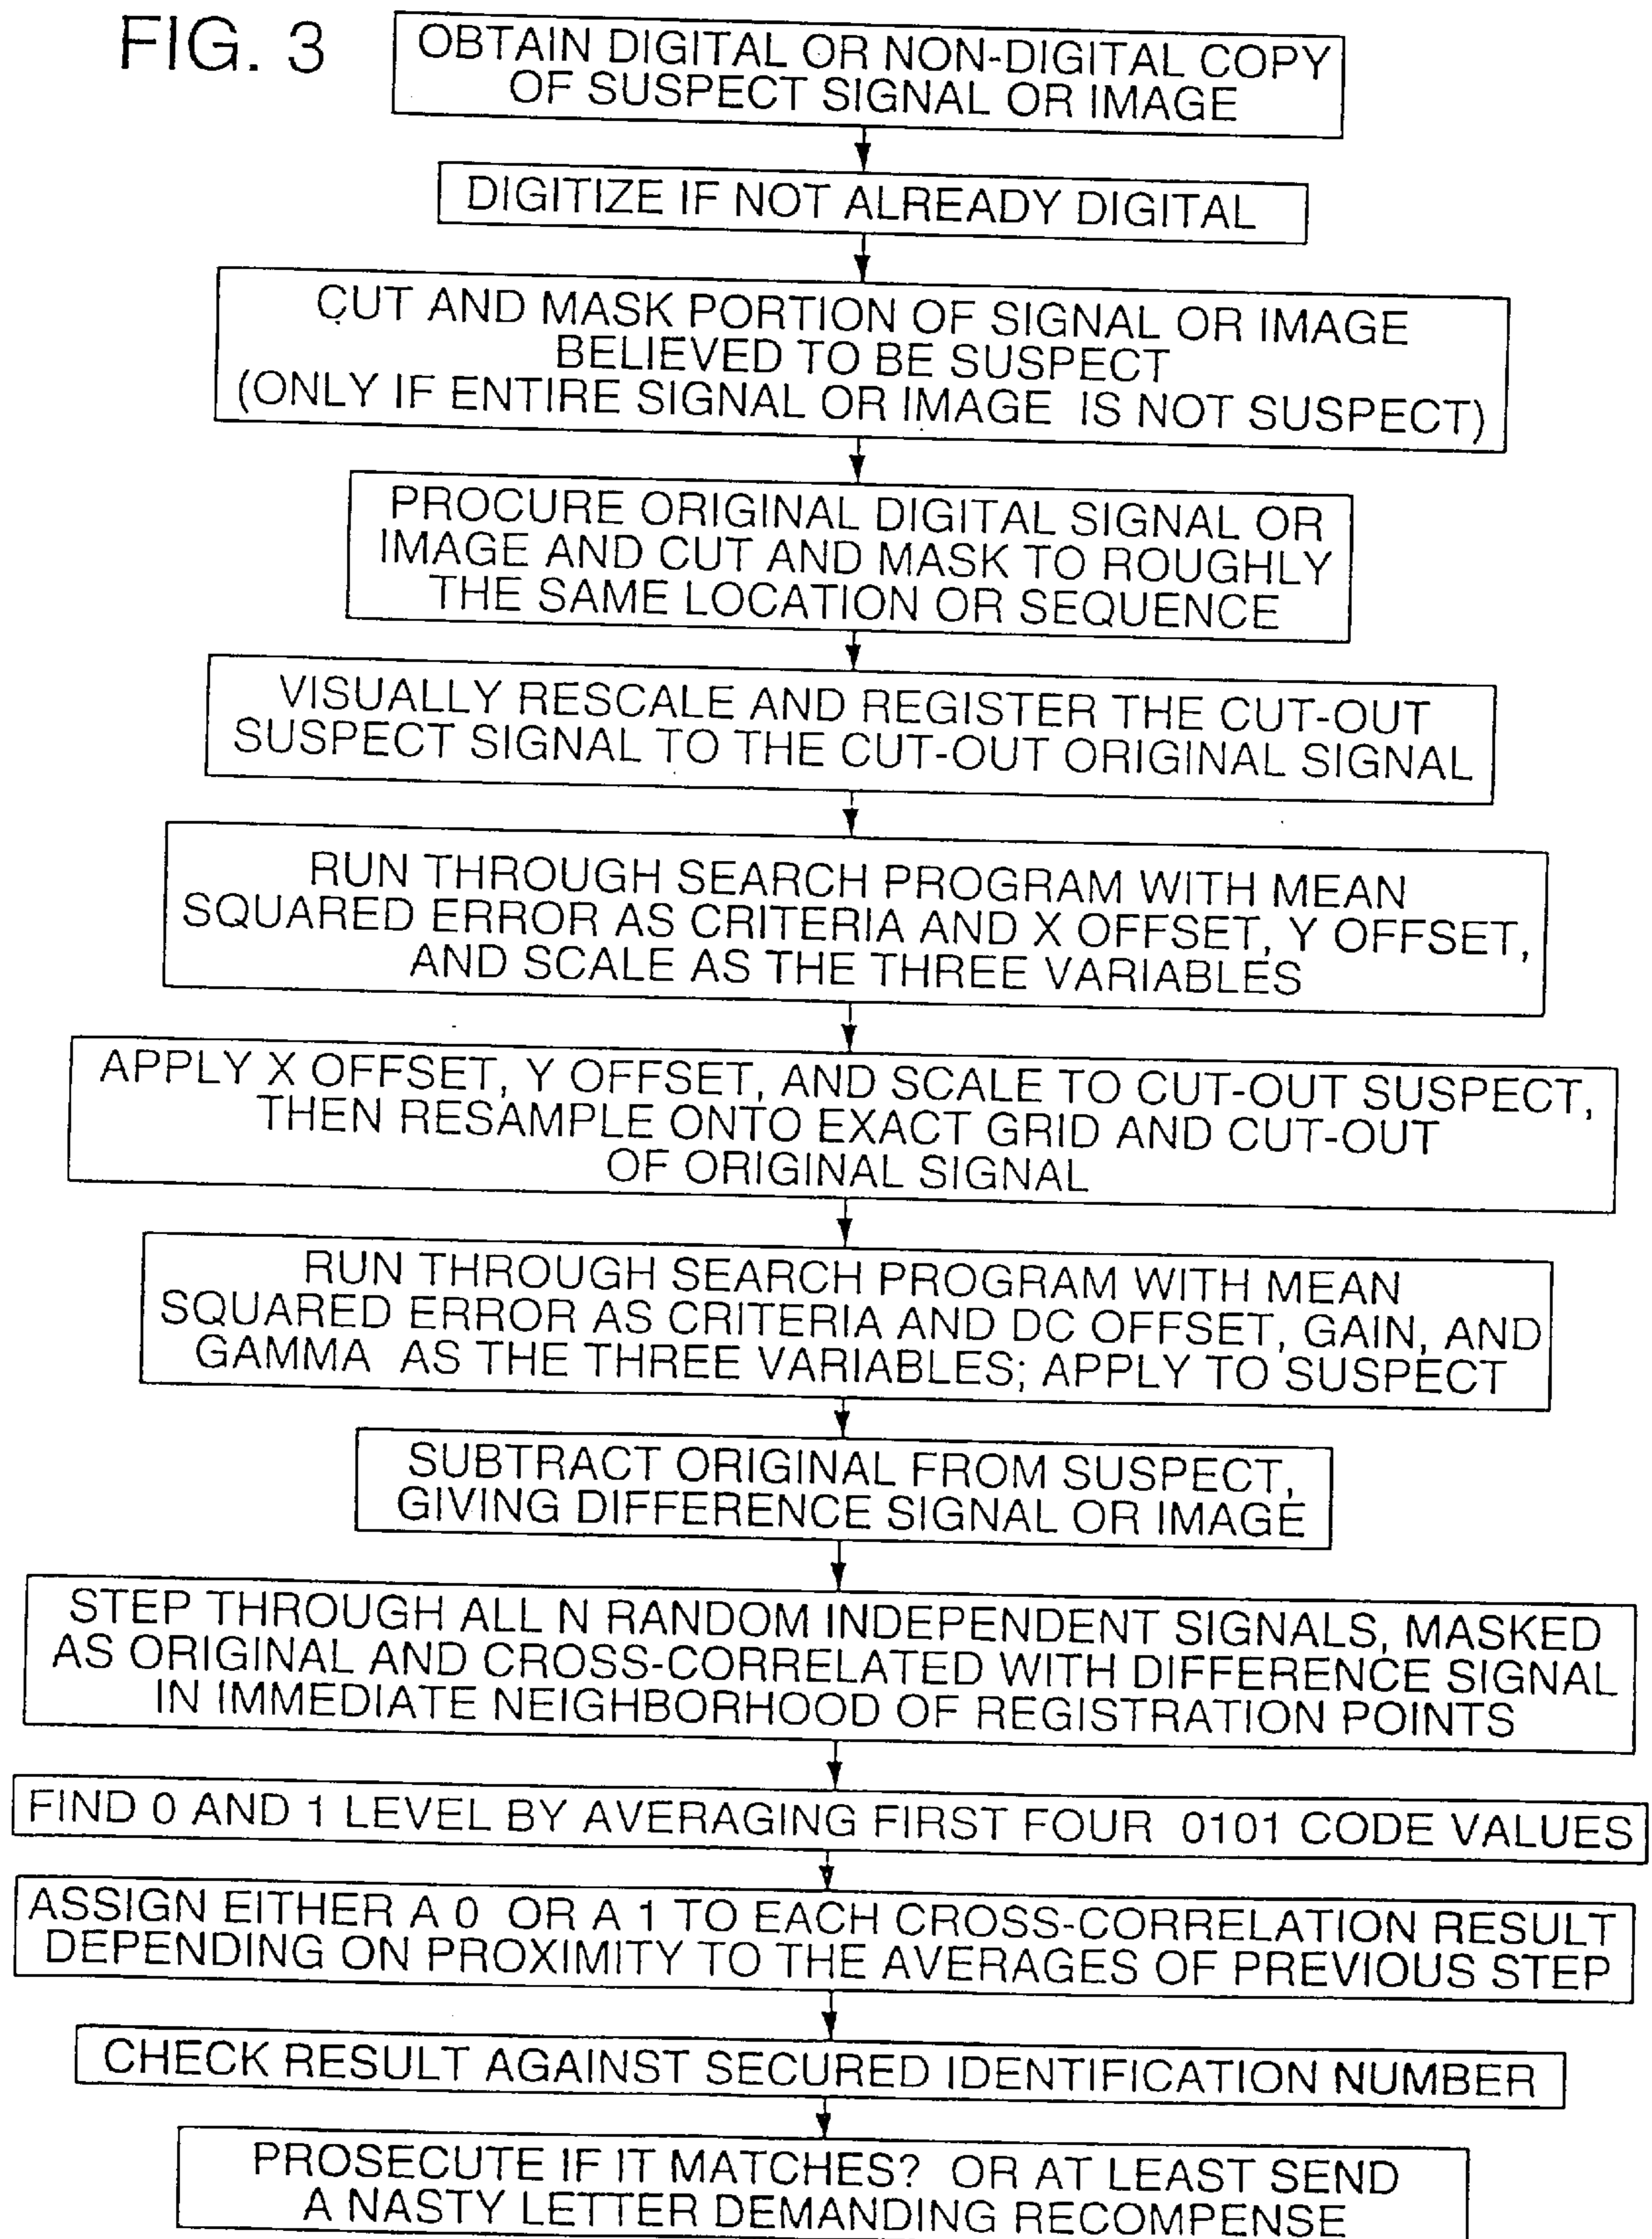 FIG. 3
OBTAIN DIGITAL OR NON-DIGITAL COPY
OF SUSPECT SIGNAL OR IMAGE
DIGITIZE IF NOT ALREADY DIGITAL
CUT AND MASK PORTION OF SIGNAL OR IMAGE
BELIEVED TO BE SUSPECT
(ONLY IF ENTIRE SIGNAL OR IMAGE IS NOT SUSPECT)
PROCURE ORIGINAL DIGITAL SIGNAL OR
IMAGE AND CUT AND MASK TO ROUGHLY
THE SAME LOCATION OR SEQUENCE
VISUALLY RESCALE AND REGISTER THE CUT-OUT
SUSPECT SIGNAL TO THE CUT-OUT ORIGINAL SIGNAL
RUN THROUGH SEARCH PROGRAM WITH MEAN
SQUARED ERROR AS CRITERIA AND X OFFSET, Y OFFSET,
AND SCALE AS THE THREE VARIABLES
APPLY X OFFSET, Y OFFSET, AND SCALE TO CUT-OUT SUSPECT,
THEN RESAMPLE ONTO EXACT GRID AND CUT-OUT
OF ORIGINAL SIGNAL
RUN THROUGH SEARCH PROGRAM WITH MEAN
SQUARED ERROR AS CRITERIA AND DC OFFSET, GAIN, AND
GAMMA AS THE THREE VARIABLES; APPLY TO SUSPECT
SUBTRACT ORIGINAL FROM SUSPECT,
GIVING DIFFERENCE SIGNAL OR IMAGE
STEP THROUGH ALL N RANDOM INDEPENDENT SIGNALS, MASKED
AS ORIGINAL AND CROSS-CORRELATED WITH DIFFERENCE SIGNAL
IN IMMEDIATE NEIGHBORHOOD OF REGISTRATION POINTS
FIND 0 AND 1 LEVEL BY AVERAGING FIRST FOUR 0101 CODE VALUES
ASSIGN EITHER A 0 OR A 1 TO EACH CROSS-CORRELATION RESULT
DEPENDING ON PROXIMITY TO THE AVERAGES OF PREVIOUS STEP
CHECK RESULT AGAINST SECURED IDENTIFICATION NUMBER
PROSECUTE IF IT MATCHES? OR AT LEAST SEND
A NASTY LETTER DEMANDING RECOMPENSE